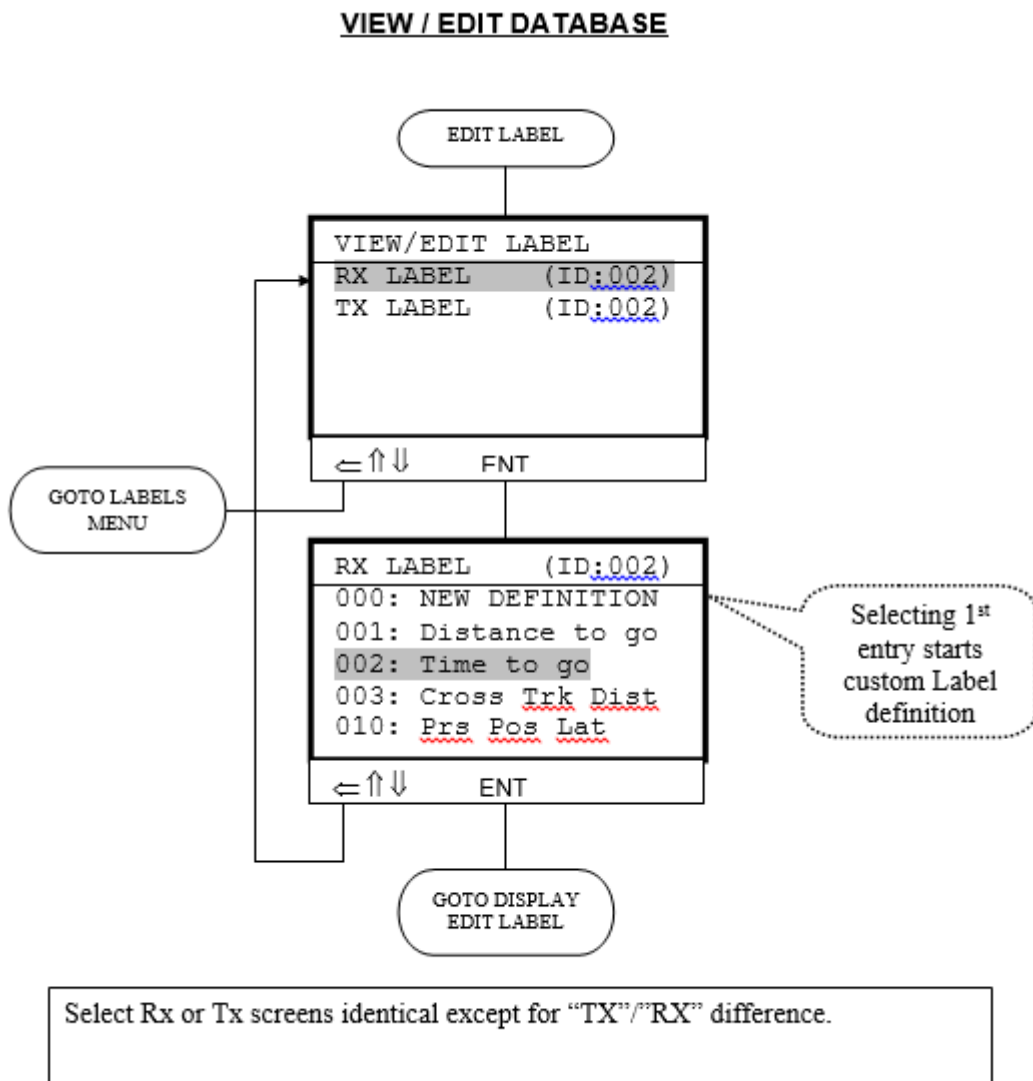 VIEW / EDIT DATABASE
EDIT LABEL
VIEW/EDIT LABEL
RX LABEL (ID:002)
TX LABEL (ID:002)
⇐⇑⇓ ENT
GOTO LABELS
MENU
RX LABEL (ID:002)
000: NEW DEFINITION
001: Distance to go
002: Time to go
003: Cross Trk Dist
010: Prs Pos Lat
⇐⇑⇓ ENT
Selecting 1st
entry starts
custom Label
definition
GOTO DISPLAY
EDIT LABEL
Select Rx or Tx screens identical except for “TX”/”RX” difference.